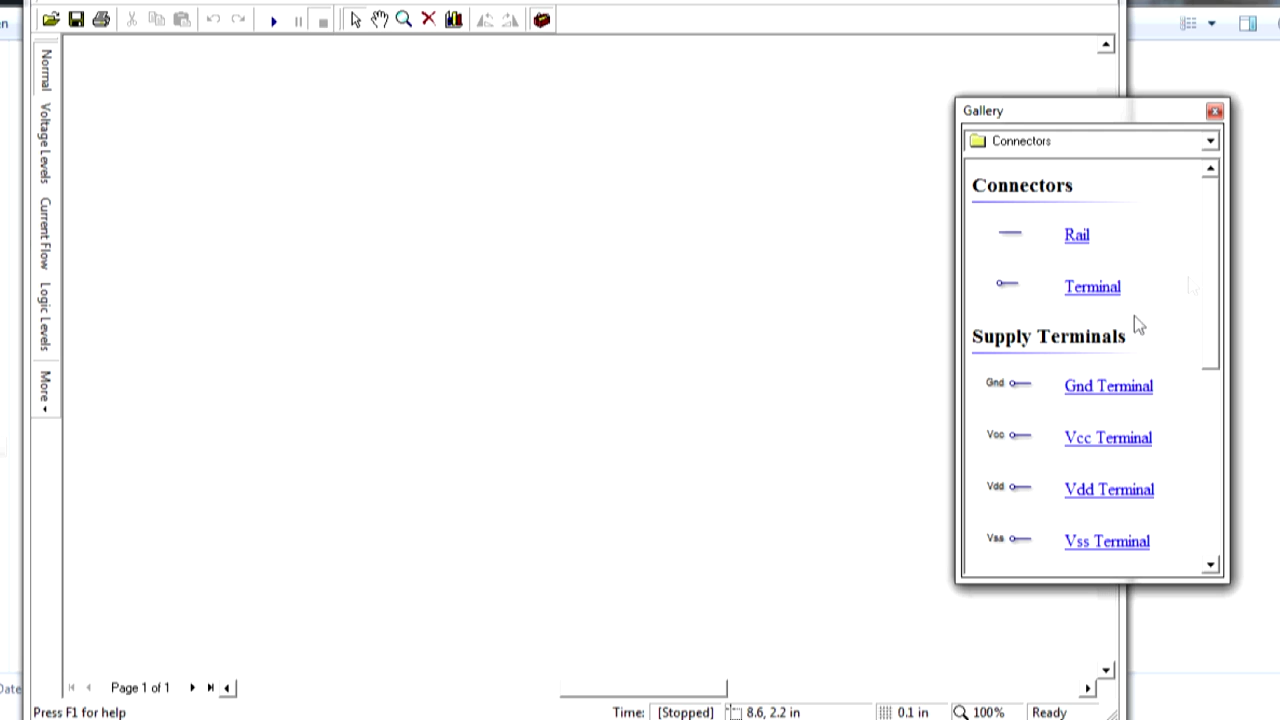 Normal
Voltage Levels
Current Flow
Logic Levels
More
Gallery
Connectors
Connectors
Rail
Terminal
Supply Terminals
Gnd Gnd Terminal
Vcc Vcc Terminal
Vdd Vdd Terminal
Vss Vss Terminal
Page 1 of 1
Date
Press F1 for help
Time: [Stopped] 8.6, 2.2 in 0.1 in 100% Ready